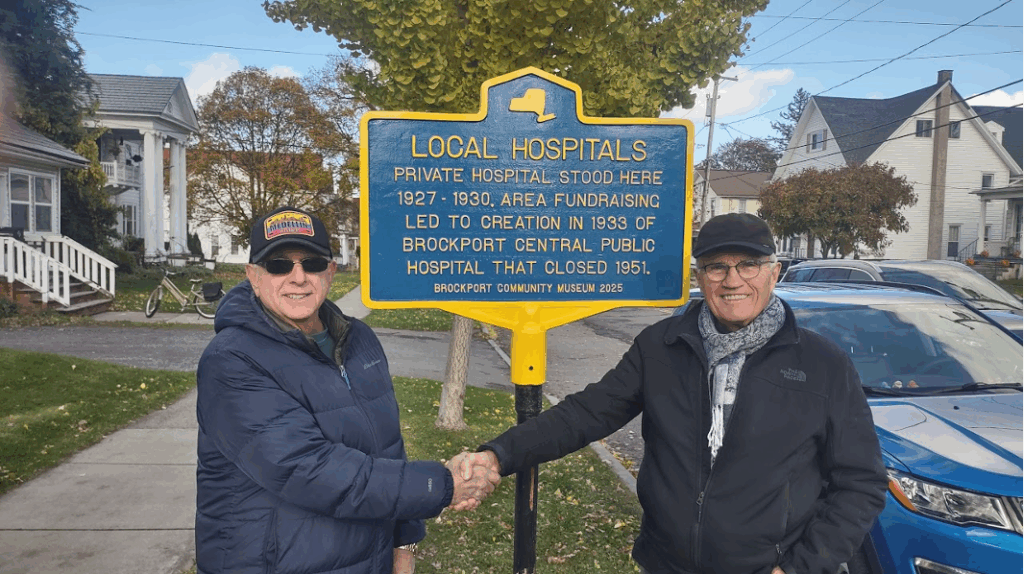 LOCAL HOSPITALS
PRIVATE HOSPITAL STOOD HERE
1927 - 1930. AREA FUNDRAISING
LED TO CREATION IN 1933 OF
BROCKPORT CENTRAL PUBLIC
HOSPITAL THAT CLOSED 1951.
BROCKPORT COMMUNITY MUSEUM 2025
MEDELLIN